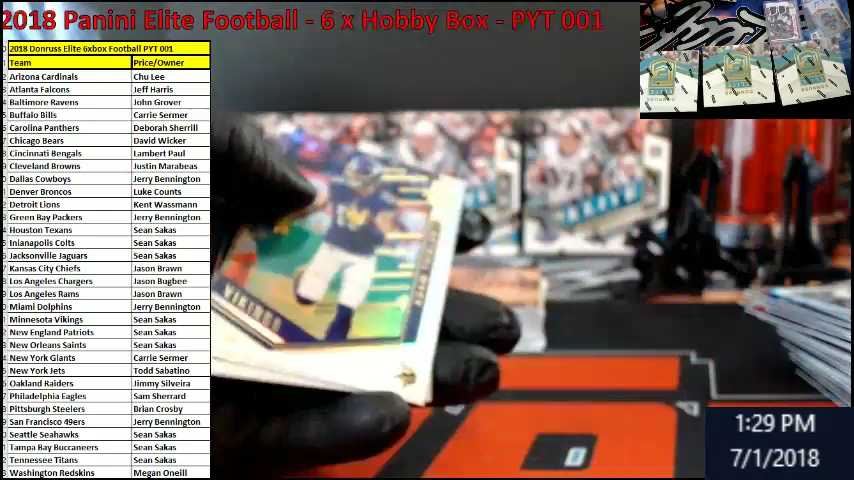 2018 Panini Elite Football - 6 x Hobby Box - PYT 001
2018 Donruss Elite 6xbox Football PYT 001
Team Price/Owner
Arizona Cardinals Chu Lee
Atlanta Falcons Jeff Harris
Baltimore Ravens John Grover
Buffalo Bills Carrie Sermer
Carolina Panthers Deborah Sherrill
Chicago Bears David Wicker
Cincinnati Bengals Lambert Paul
Cleveland Browns Justin Marabeas
Dallas Cowboys Jerry Bennington
Denver Broncos Luke Counts
Detroit Lions Kent Wassmann
Green Bay Packers Jerry Bennington
Houston Texans Sean Sakas
Inianapolis Colts Sean Sakas
Jacksonville Jaguars Sean Sakas
Kansas City Chiefs Jason Brawn
Los Angeles Chargers Jason Bugbee
Los Angeles Rams Jason Brawn
Miami Dolphins Jerry Bennington
Minnesota Vikings Sean Sakas
New England Patriots Sean Sakas
New Orleans Saints Sean Sakas
New York Giants Carrie Sermer
New York Jets Todd Sabatino
Oakland Raiders Jimmy Silveira
Philadelphia Eagles Sam Sherrard
Pittsburgh Steelers Brian Crosby
San Francisco 49ers Jerry Bennington
Seattle Seahawks Sean Sakas
Tampa Bay Buccaneers Sean Sakas
Tennessee Titans Sean Sakas
Washington Redskins Megan Oneill
VIKINGS
1:29 PM
7/1/2018